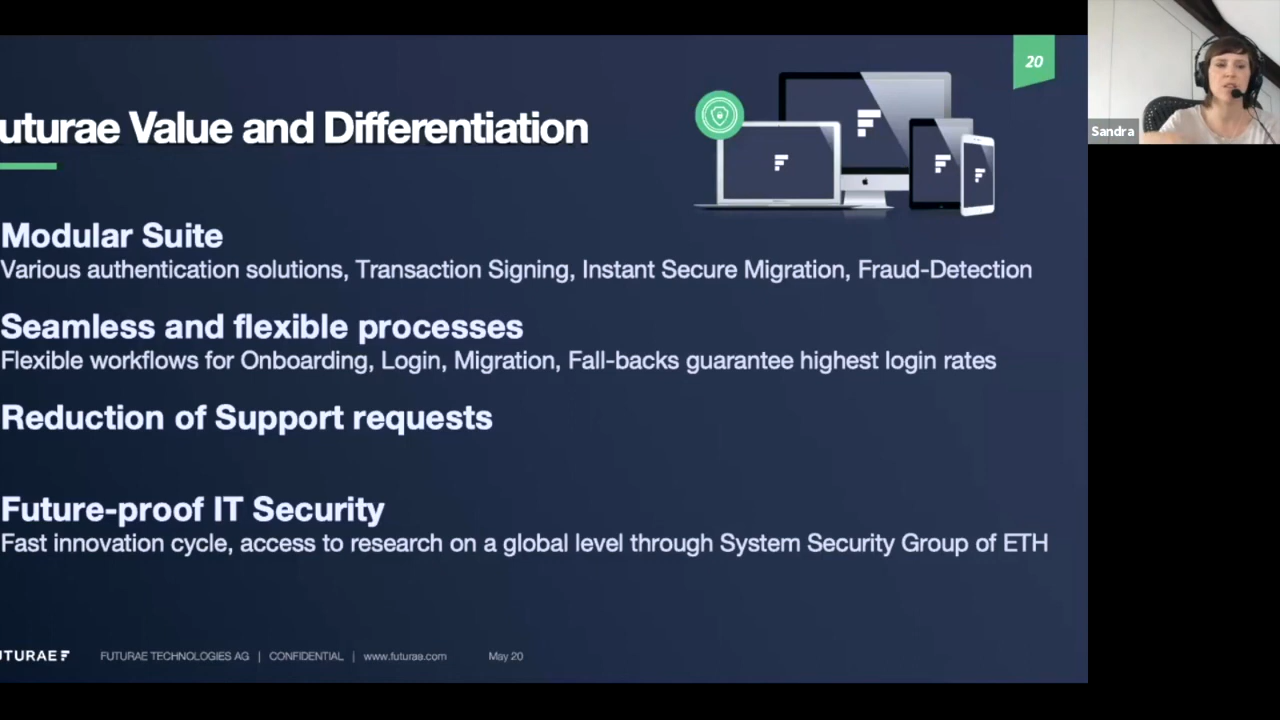 20
uturae Value and Differentiation
Modular Suite
Various authentication solutions, Transaction Signing, Instant Secure Migration, Fraud-Detection
Seamless and flexible processes
Flexible workflows for Onboarding, Login, Migration, Fall-backs guarantee highest login rates
Reduction of Support requests
Future-proof IT Security
Fast innovation cycle, access to research on a global level through System Security Group of ETH
UTURAE
FUTURAE TECHNOLOGIES AG | CONFIDENTIAL | www.futurae.com May 20
Sandra